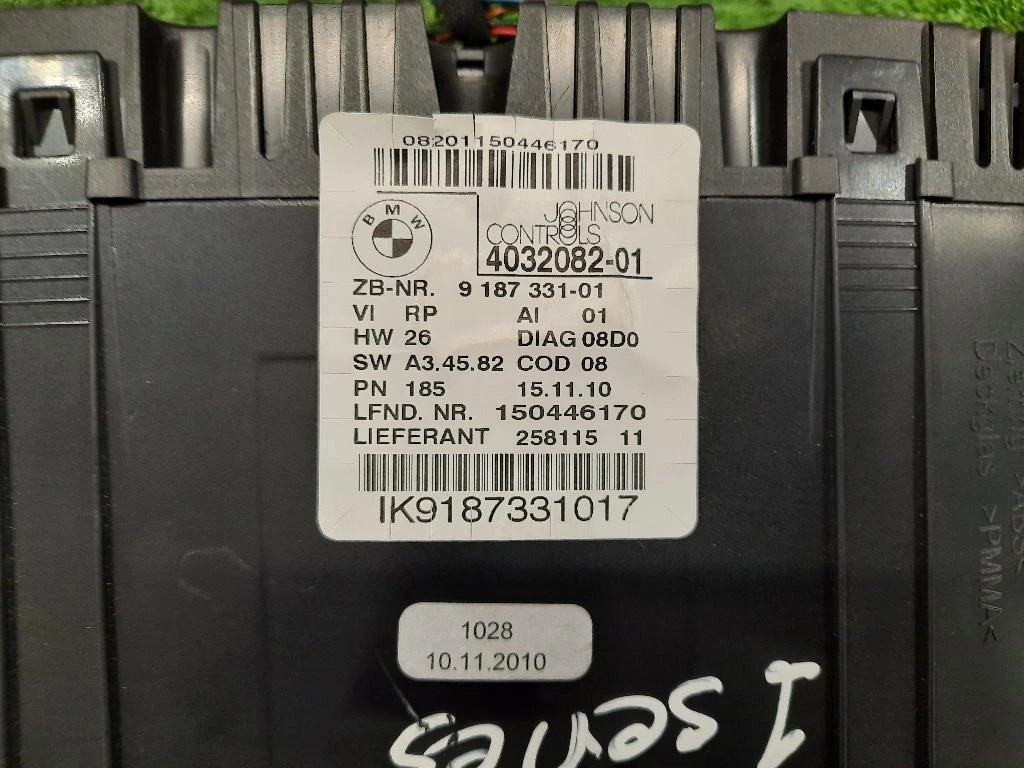 08201150446170
BMW
JOHNSON
CONTROLS
4032082-01
ZB-NR. 9 187 331-01
VI RP AI 01
HW 26 DIAG 08D0
SW A3.45.82 COD 08
PN 185 15.11.10
LFND. NR. 150446170
LIEFERANT 258115 11
IK9187331017
1028
10.11.2010
1 series
Deckglas >PMMA<